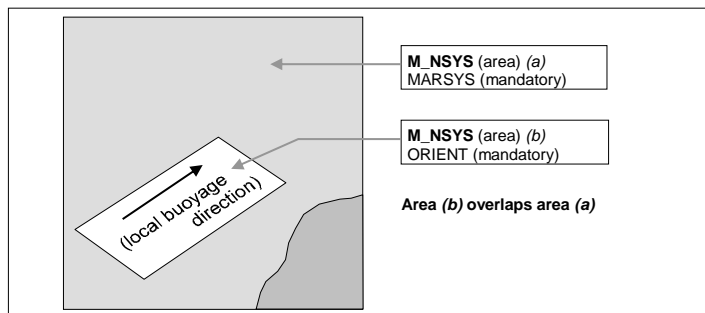 M_NSYS (area) (a)
MARSYS (mandatory)
M_NSYS (area) (b)
ORIENT (mandatory)
(local buoyage
direction)
Area (b) overlaps area (a)